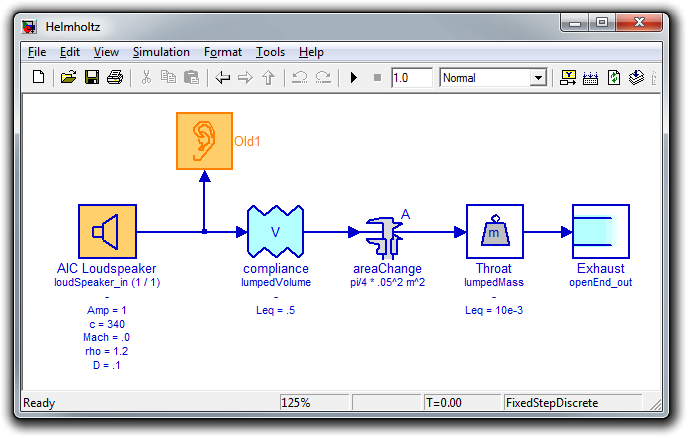 Helmholtz
File Edit View Simulation Format Tools Help
1.0 Normal
Old1
V
A
m
AIC Loudspeaker
loudSpeaker_in (1 / 1)
-
Amp = 1
c = 340
Mach = .0
rho = 1.2
D = .1
compliance
lumpedVolume
-
Leq = .5
areaChange
pi/4 * .05^2 m^2
Throat
lumpedMass
-
Leq = 10e-3
Exhaust
openEnd_out
Ready 125% T=0.00 FixedStepDiscrete